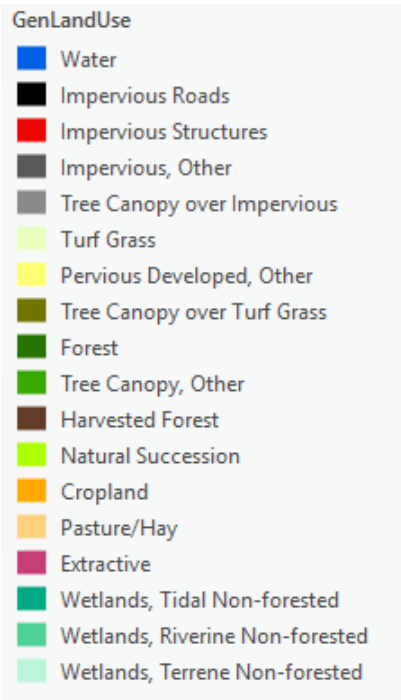 GenLandUse
Water
Impervious Roads
Impervious Structures
Impervious, Other
Tree Canopy over Impervious
Turf Grass
Pervious Developed, Other
Tree Canopy over Turf Grass
Forest
Tree Canopy, Other
Harvested Forest
Natural Succession
Cropland
Pasture/Hay
Extractive
Wetlands, Tidal Non-forested
Wetlands, Riverine Non-forested
Wetlands, Terrene Non-forested